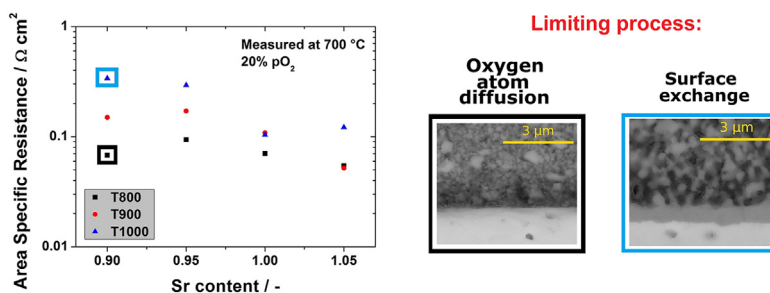 Area Specific Resistance / Ω cm²
1
0.1
0.01
Measured at 700 °C
20% pO₂
T800
T900
T1000
0.90
0.95
1.00
1.05
Sr content / -
Limiting process:
Oxygen
atom
diffusion
3 µm
Surface
exchange
3 µm